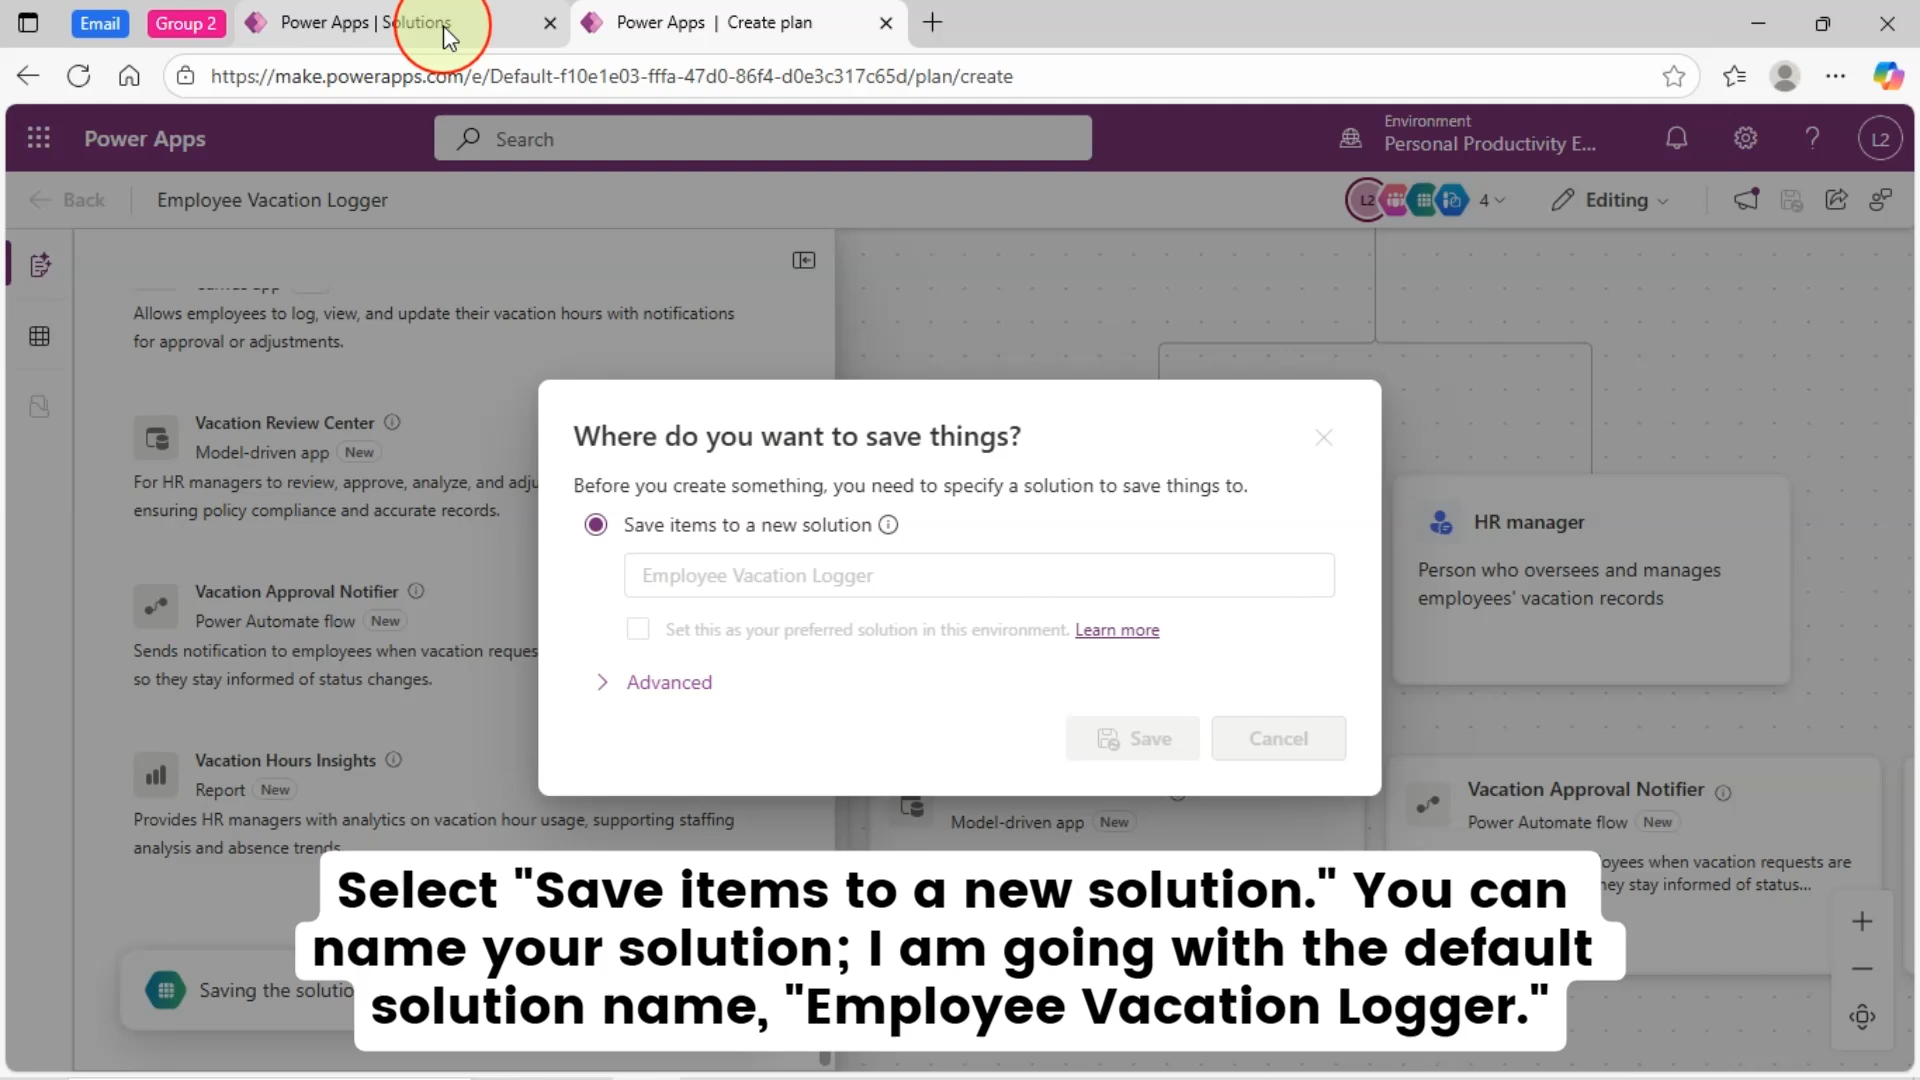 Email
Group 2
Power Apps | Solutions
Power Apps | Create plan
https://make.powerapps.com/e/Default-f10e1e03-fffa-47d0-86f4-d0e3c317c65d/plan/create
Power Apps
Search
Environment
Personal Productivity E...
L2
Back
Employee Vacation Logger
L2
4
Editing
Allows employees to log, view, and update their vacation hours with notifications
for approval or adjustments.
Vacation Review Center
Model-driven app New
For HR managers to review, approve, analyze, and adju
ensuring policy compliance and accurate records.
Vacation Approval Notifier
Power Automate flow New
Sends notification to employees when vacation reques
so they stay informed of status changes.
Vacation Hours Insights
Report New
Provides HR managers with analytics on vacation hour usage, supporting staffing
analysis and absence trends.
Saving the solutio
Where do you want to save things?
Before you create something, you need to specify a solution to save things to.
Save items to a new solution
Employee Vacation Logger
Set this as your preferred solution in this environment. Learn more
Advanced
Save
Cancel
HR manager
Person who oversees and manages
employees' vacation records
Model-driven app New
Vacation Approval Notifier
Power Automate flow New
oyees when vacation requests are
hey stay informed of status...
Select "Save items to a new solution." You can
name your solution; I am going with the default
solution name, "Employee Vacation Logger."